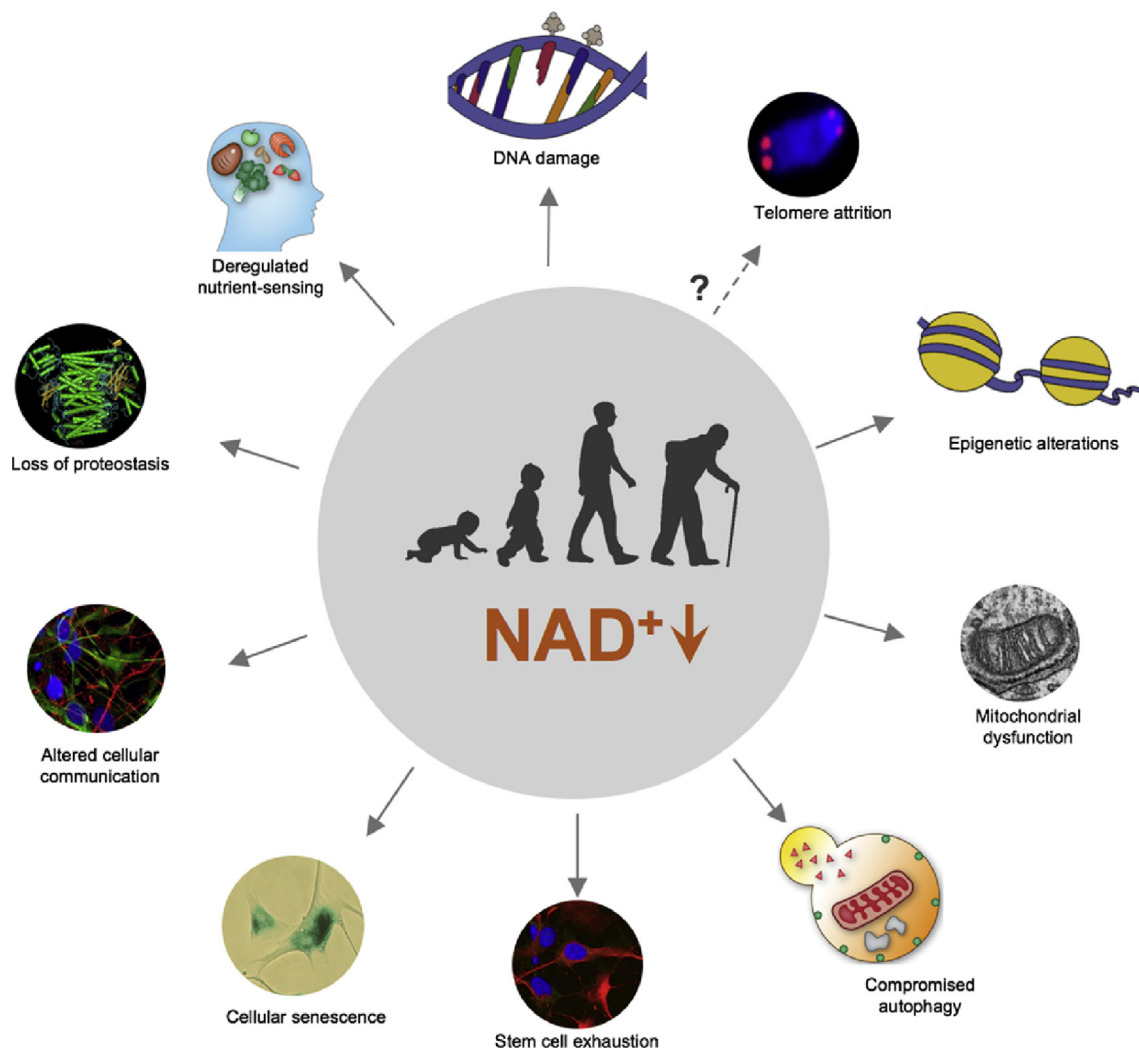 DNA damage
Telomere attrition
Deregulated
nutrient-sensing
?
Epigenetic alterations
Loss of proteostasis
NAD⁺↓
Mitochondrial
dysfunction
Altered cellular
communication
Compromised
autophagy
Cellular senescence
Stem cell exhaustion